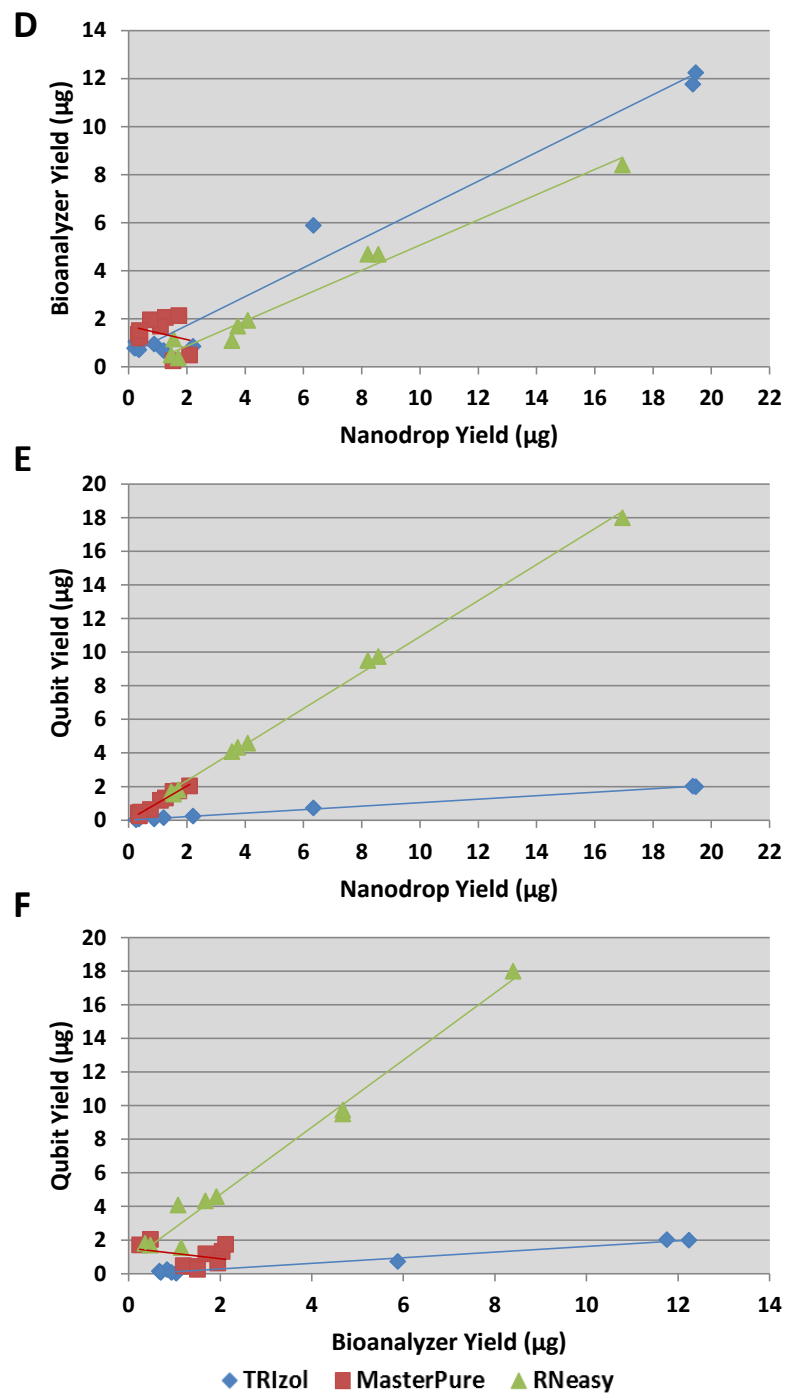 D
14
12
10
8
6
4
2
0
Bioanalyzer Yield (µg)
0 2 4 6 8 10 12 14 16 18 20 22
Nanodrop Yield (µg)
E
20
18
16
14
12
10
8
6
4
2
0
Qubit Yield (µg)
0 2 4 6 8 10 12 14 16 18 20 22
Nanodrop Yield (µg)
F
20
18
16
14
12
10
8
6
4
2
0
Qubit Yield (µg)
0 2 4 6 8 10 12 14
Bioanalyzer Yield (µg)
TRIzol MasterPure RNeasy